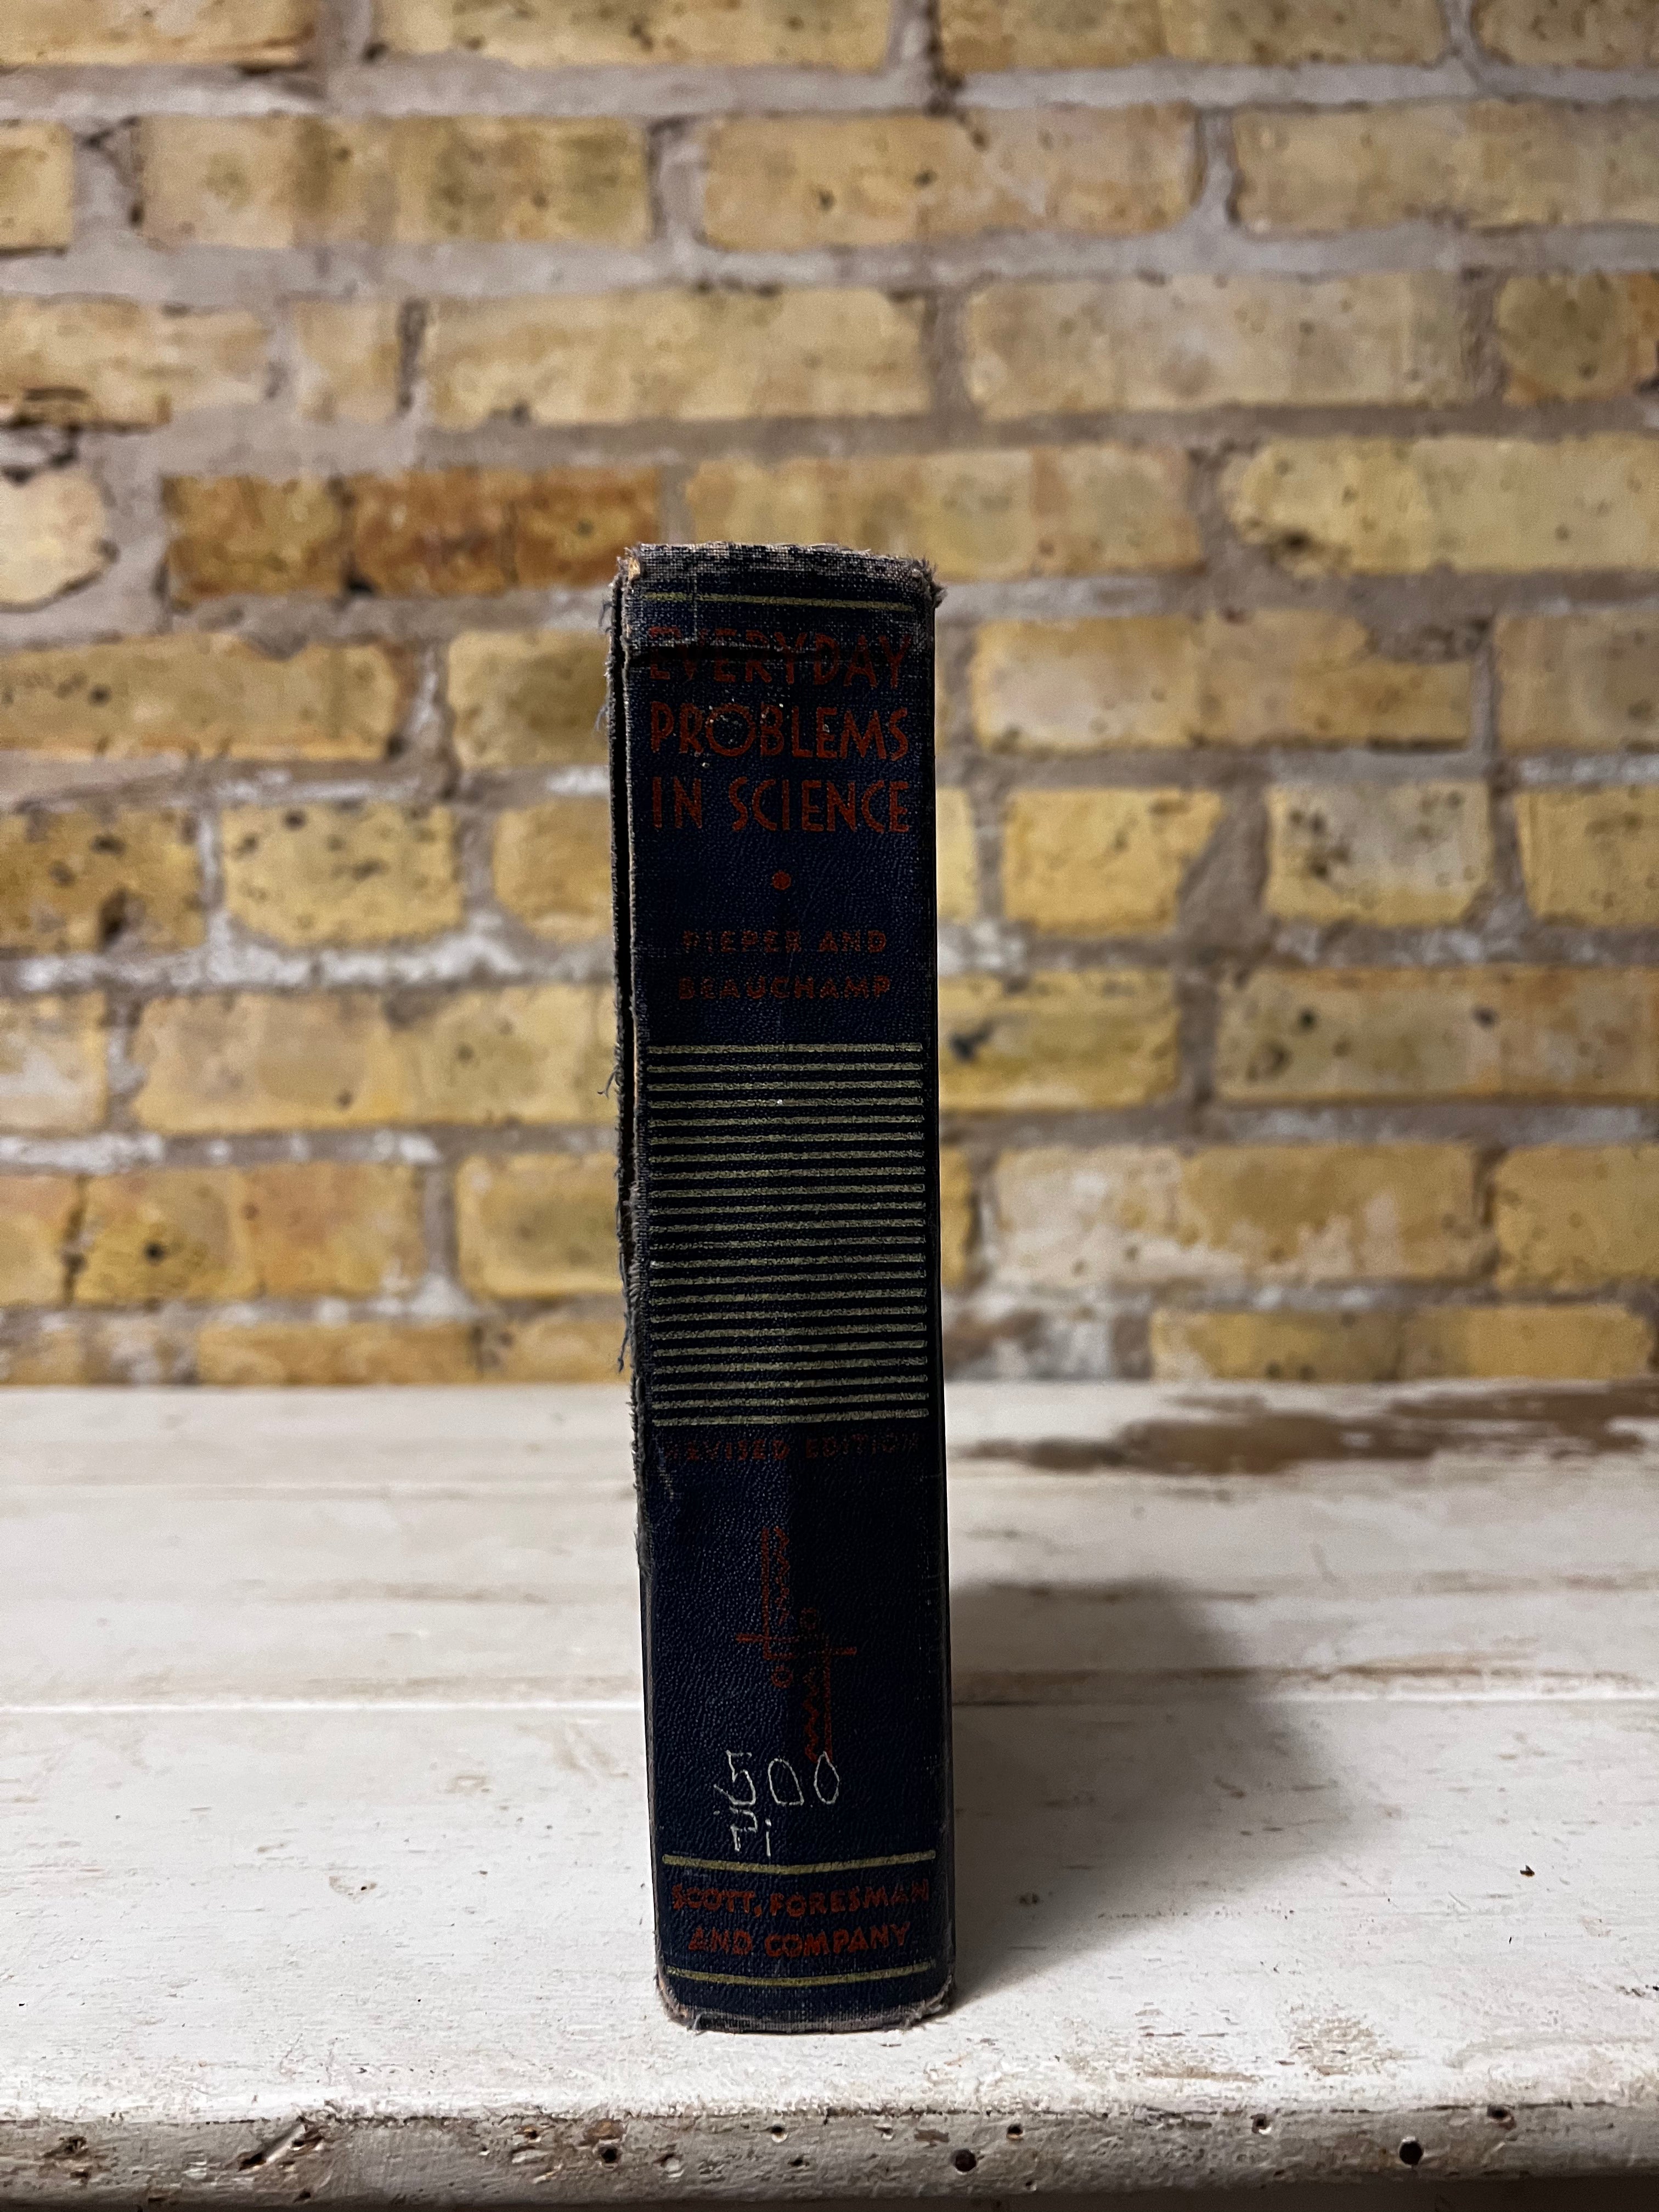 EVERYDAY
PROBLEMS
IN SCIENCE
PIEPER AND
BEAUCHAMP
REVISED EDITION
500
Pi
SCOTT, FORESMAN
AND COMPANY